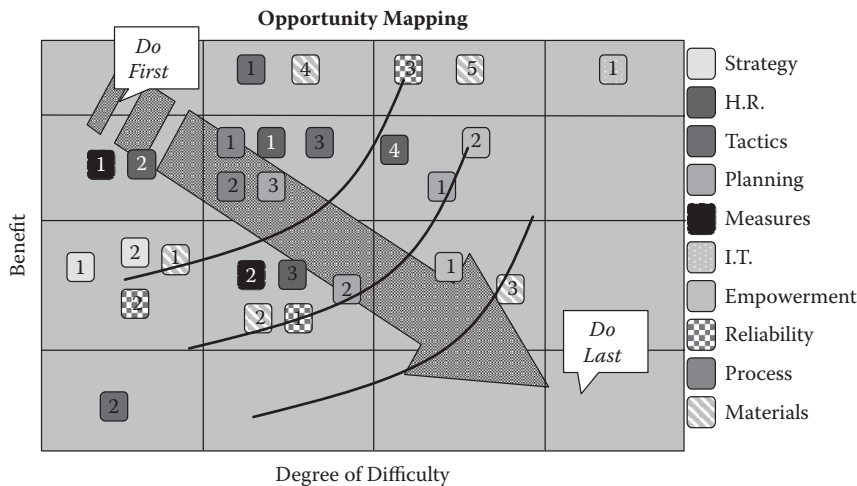 Opportunity Mapping
Do
First
1 4 3 5 1
1 1 3 4 2
1 2
2 3 1
1 2 1 2 3 2 1 3
2 2 1
2
Do
Last
Benefit
Degree of Difficulty
Strategy
H.R.
Tactics
Planning
Measures
I.T.
Empowerment
Reliability
Process
Materials